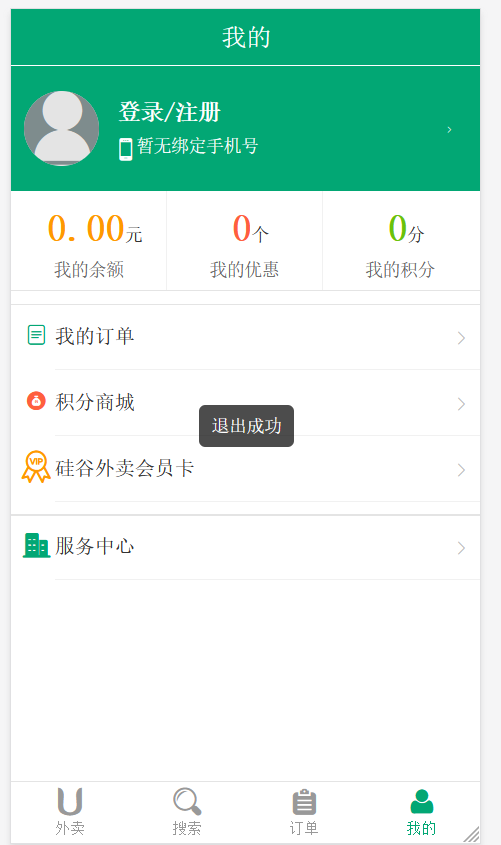 我的
登录/注册
暂无绑定手机号
0.00元
0个
0分
我的余额
我的优惠
我的积分
我的订单
积分商城
退出成功
VIP
硅谷外卖会员卡
服务中心
外卖
搜索
订单
我的